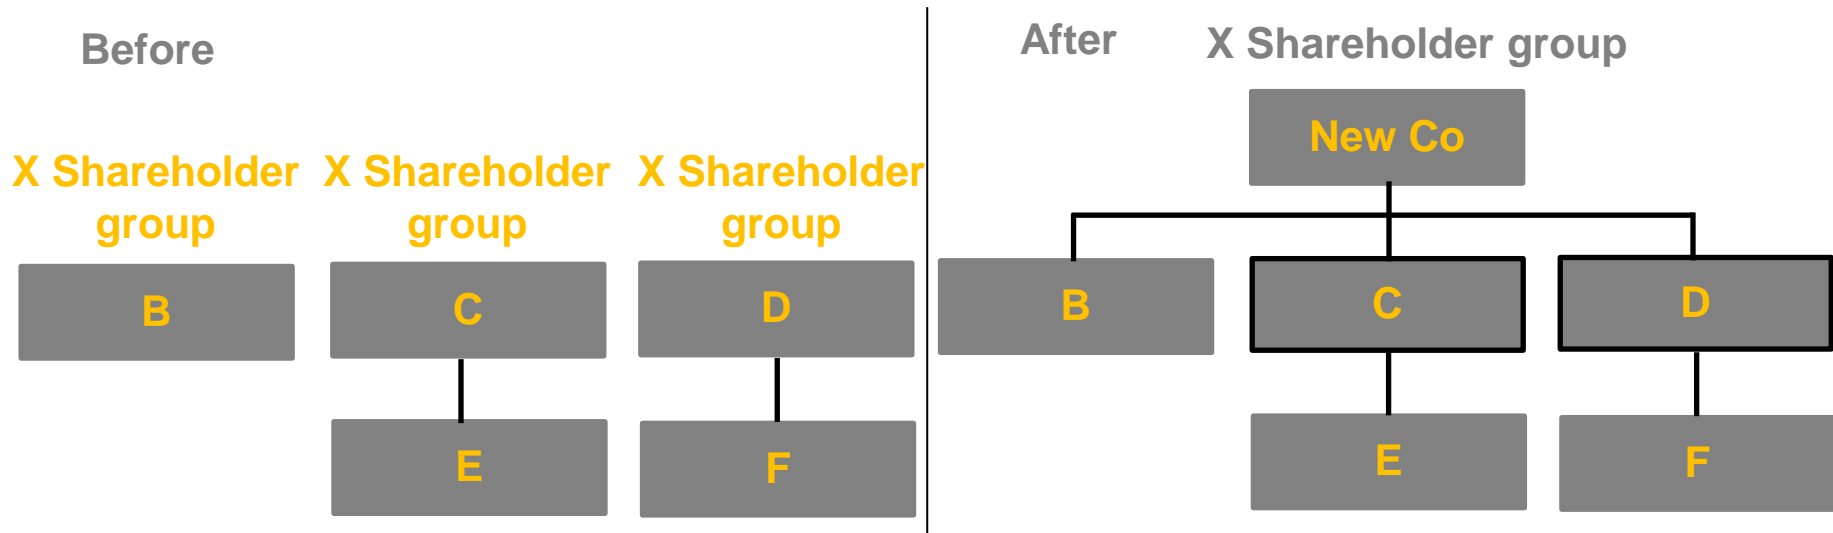 Before
X Shareholder
group
X Shareholder
group
X Shareholder
group
B
C
D
E
F
After
X Shareholder group
New Co
B
C
D
E
F